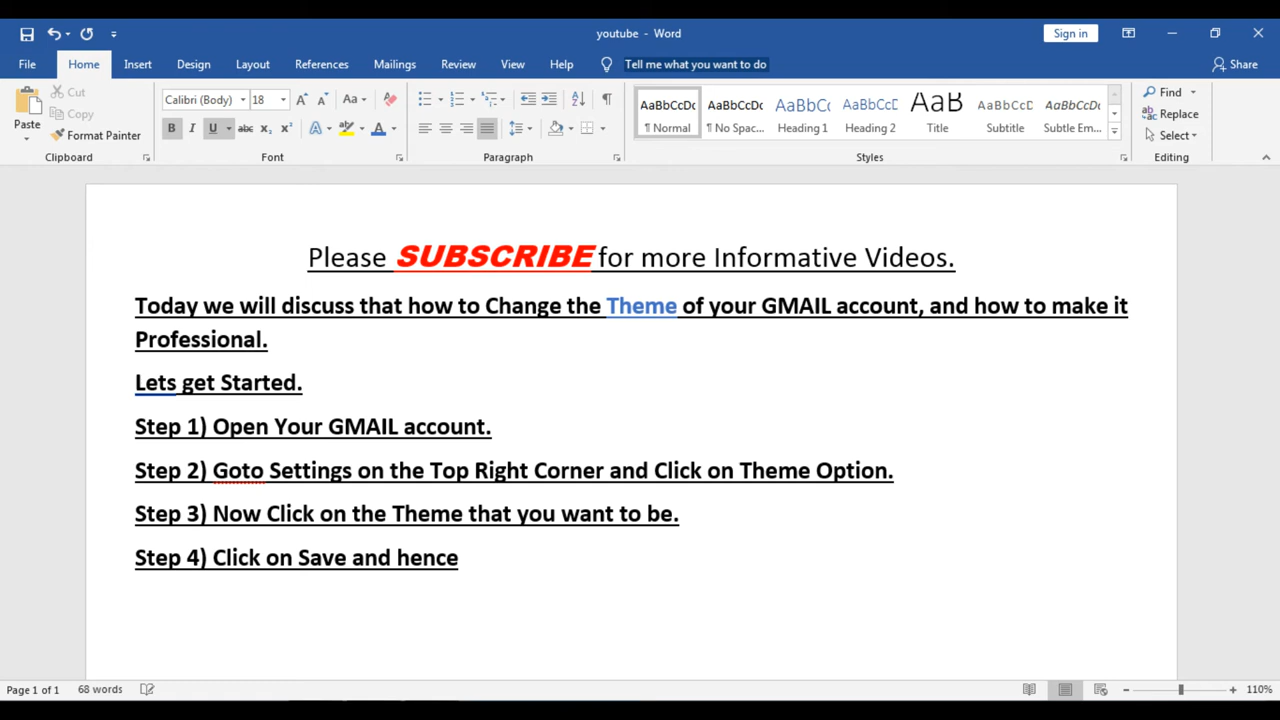 youtube - Word
Sign in
File Home Insert Design Layout References Mailings Review View Help Tell me what you want to do Share
Paste
Cut
Copy
Format Painter
Clipboard
Calibri (Body) 18 Aa
B I U abc x₂ x² A A
Font
Paragraph
AaBbCcDc AaBbCcDc AaBbCc AaBbCcD AaB AaBbCcD AaBbCcDc
¶ Normal ¶ No Spac... Heading 1 Heading 2 Title Subtitle Subtle Em...
Styles
Find
Replace
Select
Editing
Please SUBSCRIBE for more Informative Videos.
Today we will discuss that how to Change the Theme of your GMAIL account, and how to make it
Professional.
Lets get Started.
Step 1) Open Your GMAIL account.
Step 2) Goto Settings on the Top Right Corner and Click on Theme Option.
Step 3) Now Click on the Theme that you want to be.
Step 4) Click on Save and hence
Page 1 of 1 68 words 110%